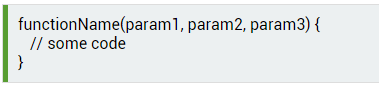 functionName(param1, param2, param3) {
// some code
}